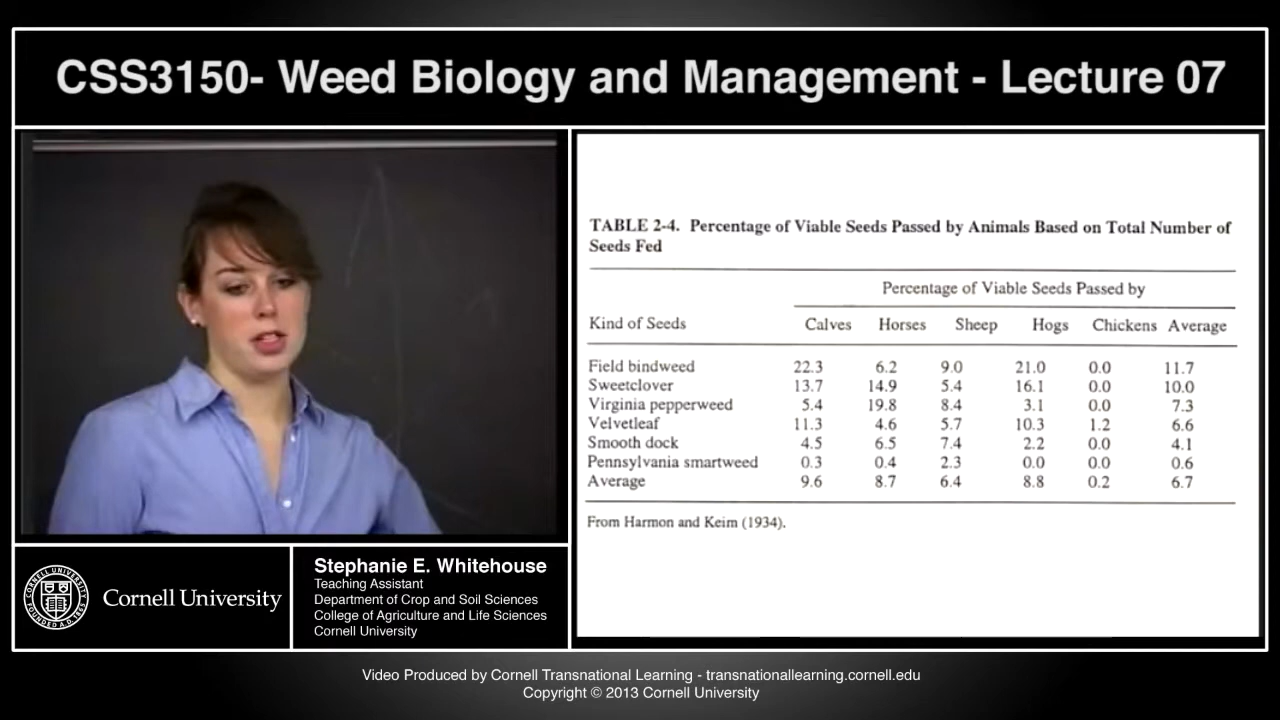 CSS3150- Weed Biology and Management - Lecture 07
TABLE 2-4. Percentage of Viable Seeds Passed by Animals Based on Total Number of
Seeds Fed
Percentage of Viable Seeds Passed by
Kind of Seeds Calves Horses Sheep Hogs Chickens Average
Field bindweed 22.3 6.2 9.0 21.0 0.0 11.7
Sweetclover 13.7 14.9 5.4 16.1 0.0 10.0
Virginia pepperweed 5.4 19.8 8.4 3.1 0.0 7.3
Velvetleaf 11.3 4.6 5.7 10.3 1.2 6.6
Smooth dock 4.5 6.5 7.4 2.2 0.0 4.1
Pennsylvania smartweed 0.3 0.4 2.3 0.0 0.0 0.6
Average 9.6 8.7 6.4 8.8 0.2 6.7
From Harmon and Keim (1934).
Cornell University
Stephanie E. Whitehouse
Teaching Assistant
Department of Crop and Soil Sciences
College of Agriculture and Life Sciences
Cornell University
Video Produced by Cornell Transnational Learning - transnationallearning.cornell.edu
Copyright © 2013 Cornell University